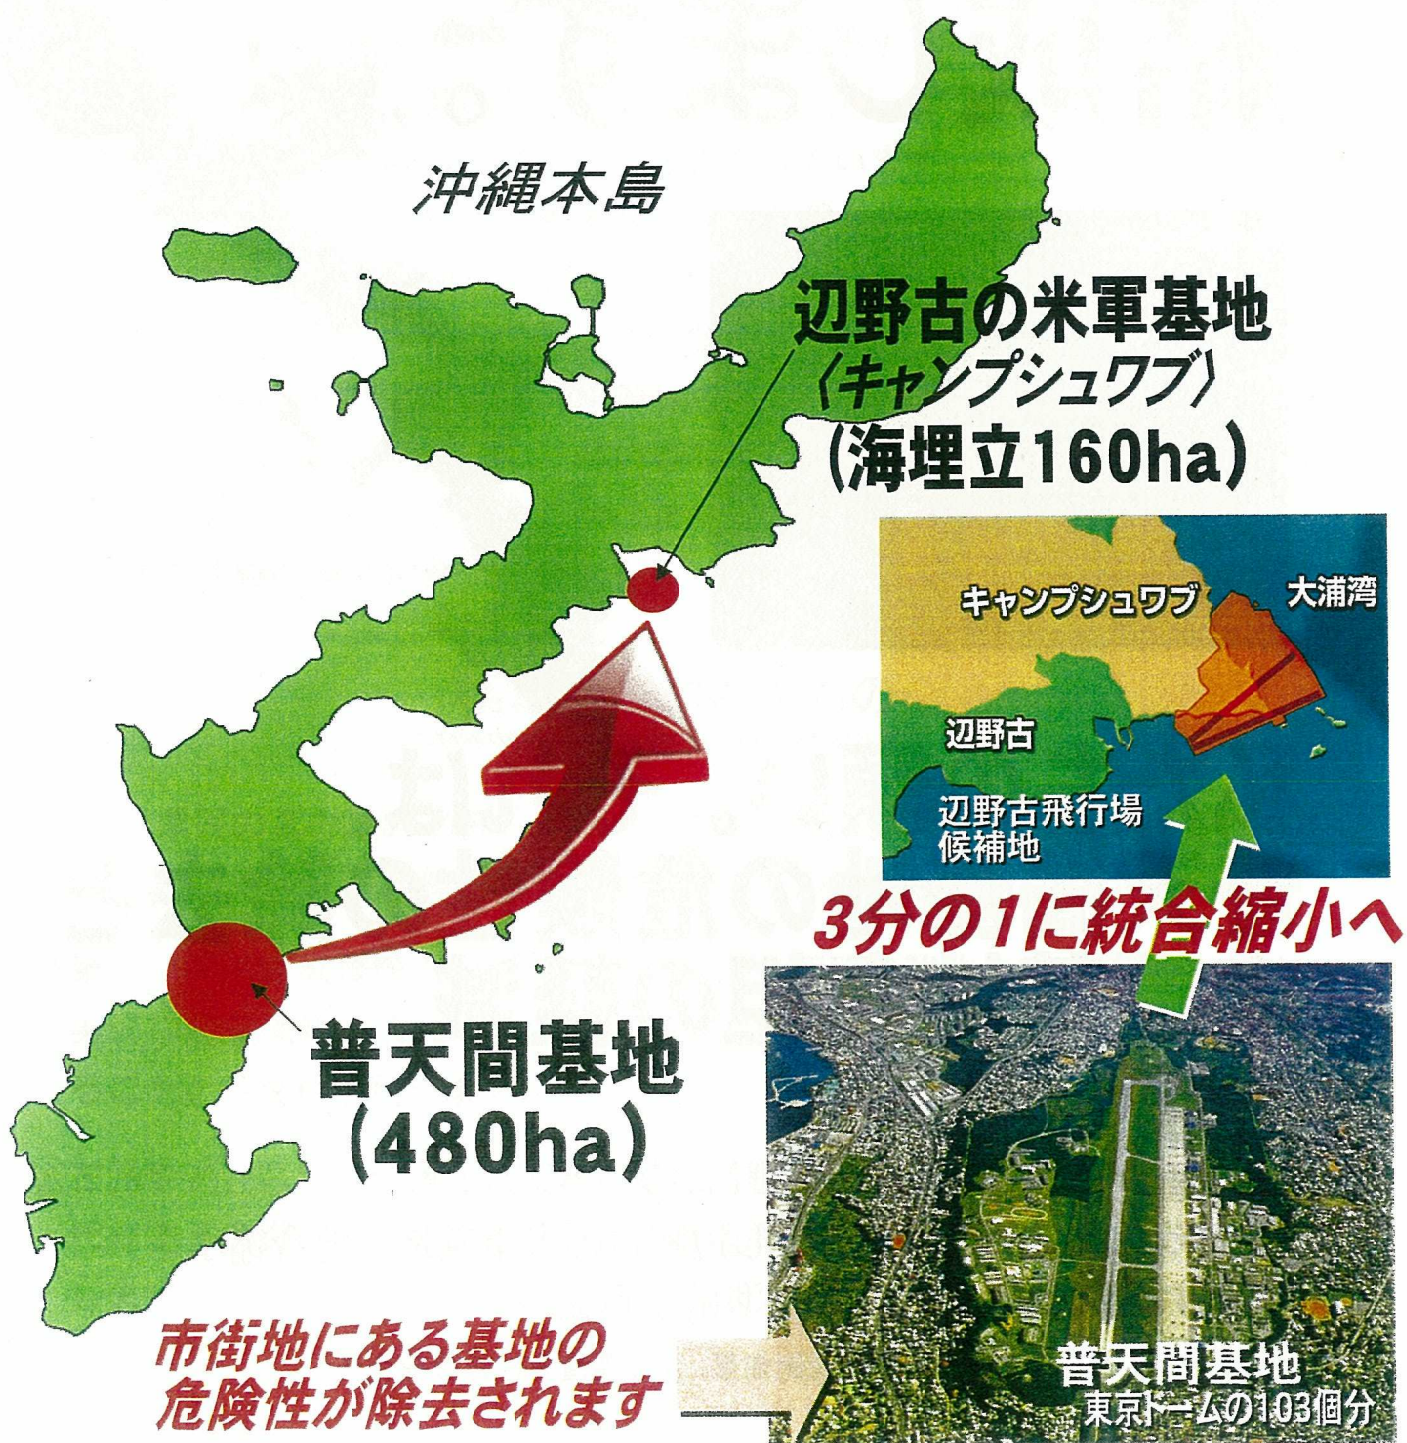 沖縄本島
辺野古の米軍基地
〈キャンプシュワブ〉
(海埋立160ha)
キャンプシュワブ
大浦湾
辺野古
辺野古飛行場
候補地
3分の1に統合縮小へ
普天間基地
(480ha)
市街地にある基地の
危険性が除去されます
普天間基地
東京ドームの103個分